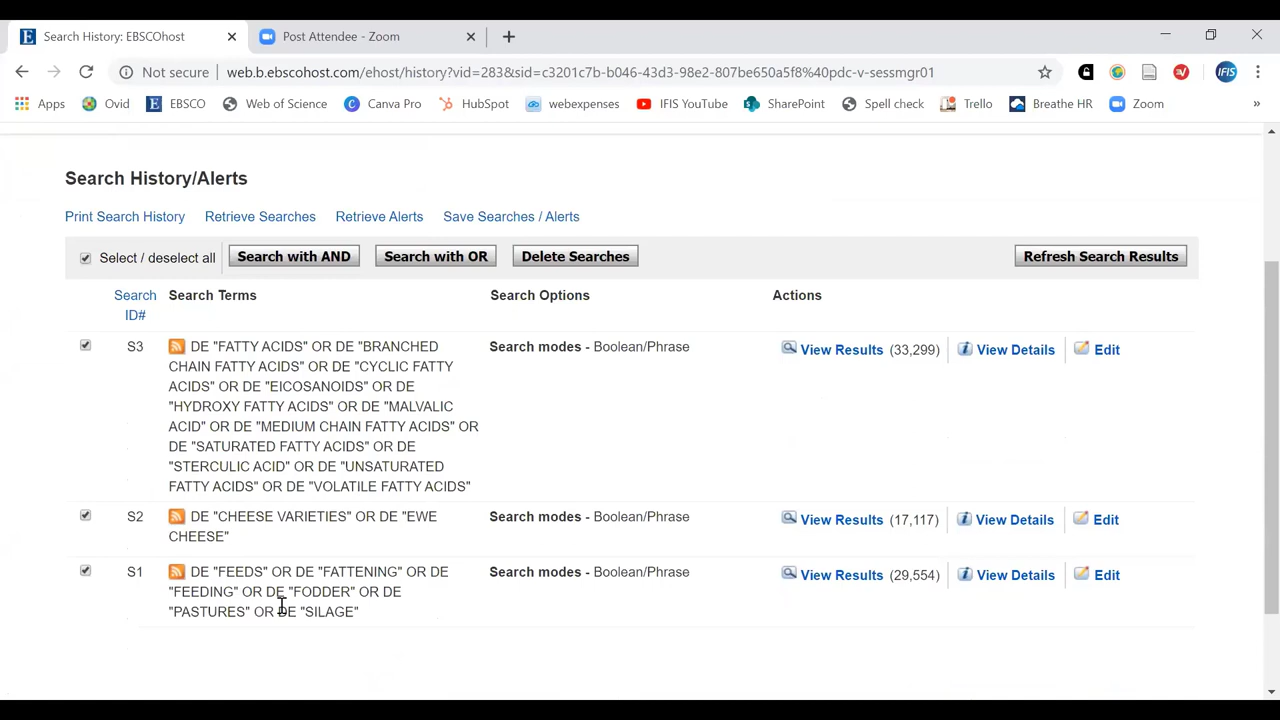 Search History: EBSCOhost
Post Attendee - Zoom
Not secure
web.b.ebscohost.com/ehost/history?vid=283&sid=c3201c7b-b046-43d3-98e2-807be650a5f8%40pdc-v-sessmgr01
IFIS
Apps
Ovid
EBSCO
Web of Science
Canva Pro
HubSpot
webexpenses
IFIS YouTube
SharePoint
Spell check
Trello
Breathe HR
Zoom
»
Search History/Alerts
Print Search History
Retrieve Searches
Retrieve Alerts
Save Searches / Alerts
Select / deselect all
Search with AND
Search with OR
Delete Searches
Refresh Search Results
Search
ID#
Search Terms
Search Options
Actions
S3
DE "FATTY ACIDS" OR DE "BRANCHED
CHAIN FATTY ACIDS" OR DE "CYCLIC FATTY
ACIDS" OR DE "EICOSANOIDS" OR DE
"HYDROXY FATTY ACIDS" OR DE "MALVALIC
ACID" OR DE "MEDIUM CHAIN FATTY ACIDS" OR
DE "SATURATED FATTY ACIDS" OR DE
"STERCULIC ACID" OR DE "UNSATURATED
FATTY ACIDS" OR DE "VOLATILE FATTY ACIDS"
Search modes - Boolean/Phrase
View Results (33,299)
View Details
Edit
S2
DE "CHEESE VARIETIES" OR DE "EWE
CHEESE"
Search modes - Boolean/Phrase
View Results (17,117)
View Details
Edit
S1
DE "FEEDS" OR DE "FATTENING" OR DE
"FEEDING" OR DE "FODDER" OR DE
"PASTURES" OR DE "SILAGE"
Search modes - Boolean/Phrase
View Results (29,554)
View Details
Edit